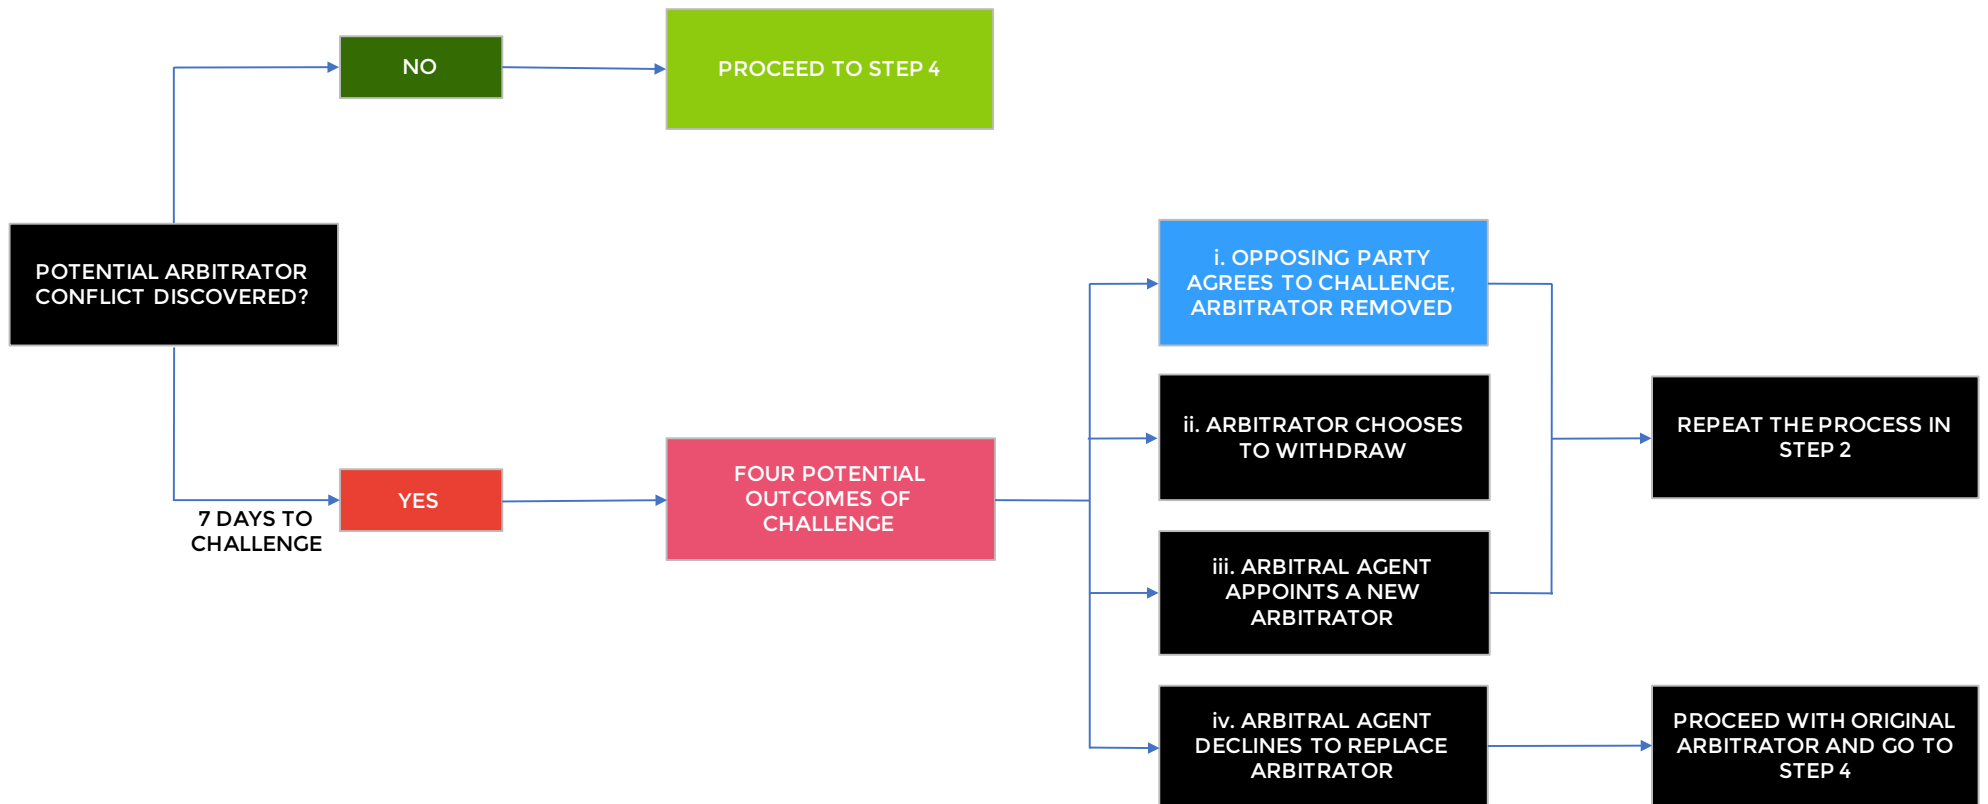 NO
PROCEED TO STEP 4
POTENTIAL ARBITRATOR
CONFLICT DISCOVERED?
7 DAYS TO
CHALLENGE
YES
FOUR POTENTIAL
OUTCOMES OF
CHALLENGE
i. OPPOSING PARTY
AGREES TO CHALLENGE,
ARBITRATOR REMOVED
ii. ARBITRATOR CHOOSES
TO WITHDRAW
iii. ARBITRAL AGENT
APPOINTS A NEW
ARBITRATOR
REPEAT THE PROCESS IN
STEP 2
iv. ARBITRAL AGENT
DECLINES TO REPLACE
ARBITRATOR
PROCEED WITH ORIGINAL
ARBITRATOR AND GO TO
STEP 4